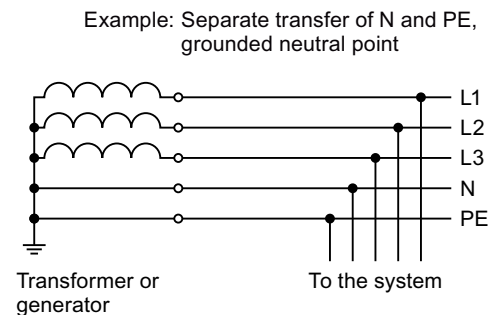 Example: Separate transfer of N and PE,
grounded neutral point
L1
L2
L3
N
PE
Transformer or
generator
To the system